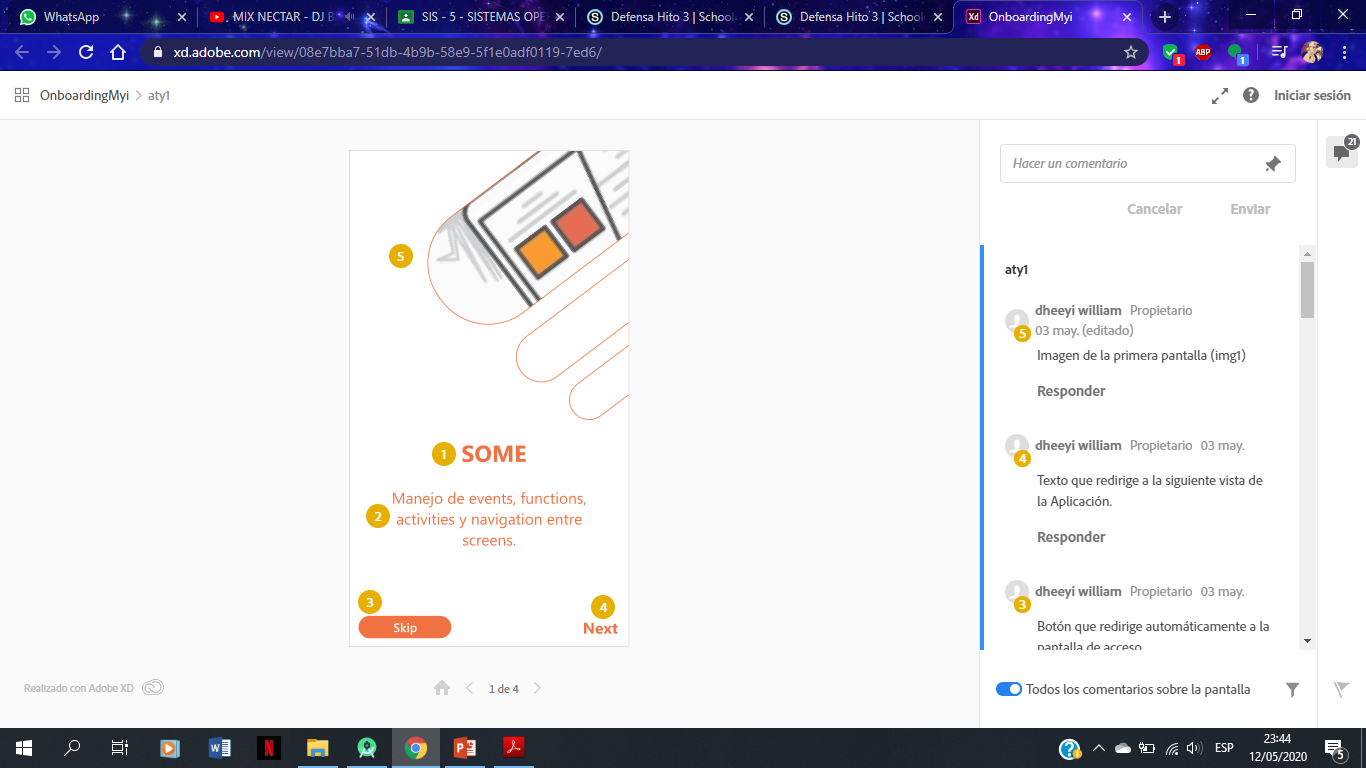 WhatsApp
MIX NECTAR - DJ B
SIS - 5 - SISTEMAS OPE
Defensa Hito 3 | School
Defensa Hito 3 | School
OnboardingMyi
xd.adobe.com/view/08e7bba7-51db-4b9b-58e9-5f1e0adf0119-7ed6/
1
ABP
1
OnboardingMyi > aty1
Iniciar sesión
21
Hacer un comentario
Cancelar
Enviar
5
1 SOME
2
Manejo de events, functions,
activities y navigation entre
screens.
3
4
Skip
Next
aty1
dheeyi william Propietario
5
03 may. (editado)
Imagen de la primera pantalla (img1)
Responder
dheeyi william Propietario 03 may.
4
Texto que redirige a la siguiente vista de
la Aplicación.
Responder
dheeyi william Propietario 03 may.
3
Botón que redirige automáticamente a la
pantalla de acceso
Realizado con Adobe XD
1 de 4
Todos los comentarios sobre la pantalla
ESP
23:44
12/05/2020
5